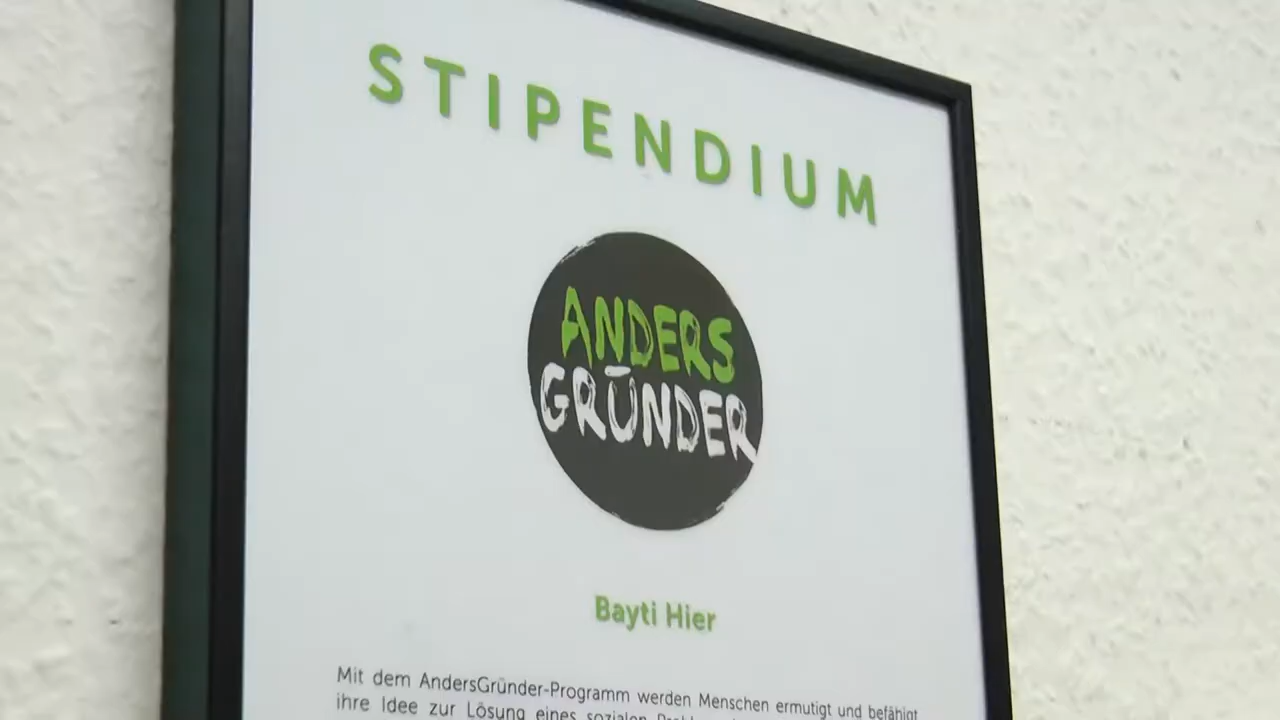 STIPENDIUM
ANDERS
GRÜNDER
Bayti Hier
Mit dem AndersGründer-Programm werden Menschen ermutigt und befähigt
ihre Idee zur Lösung eines sozialen